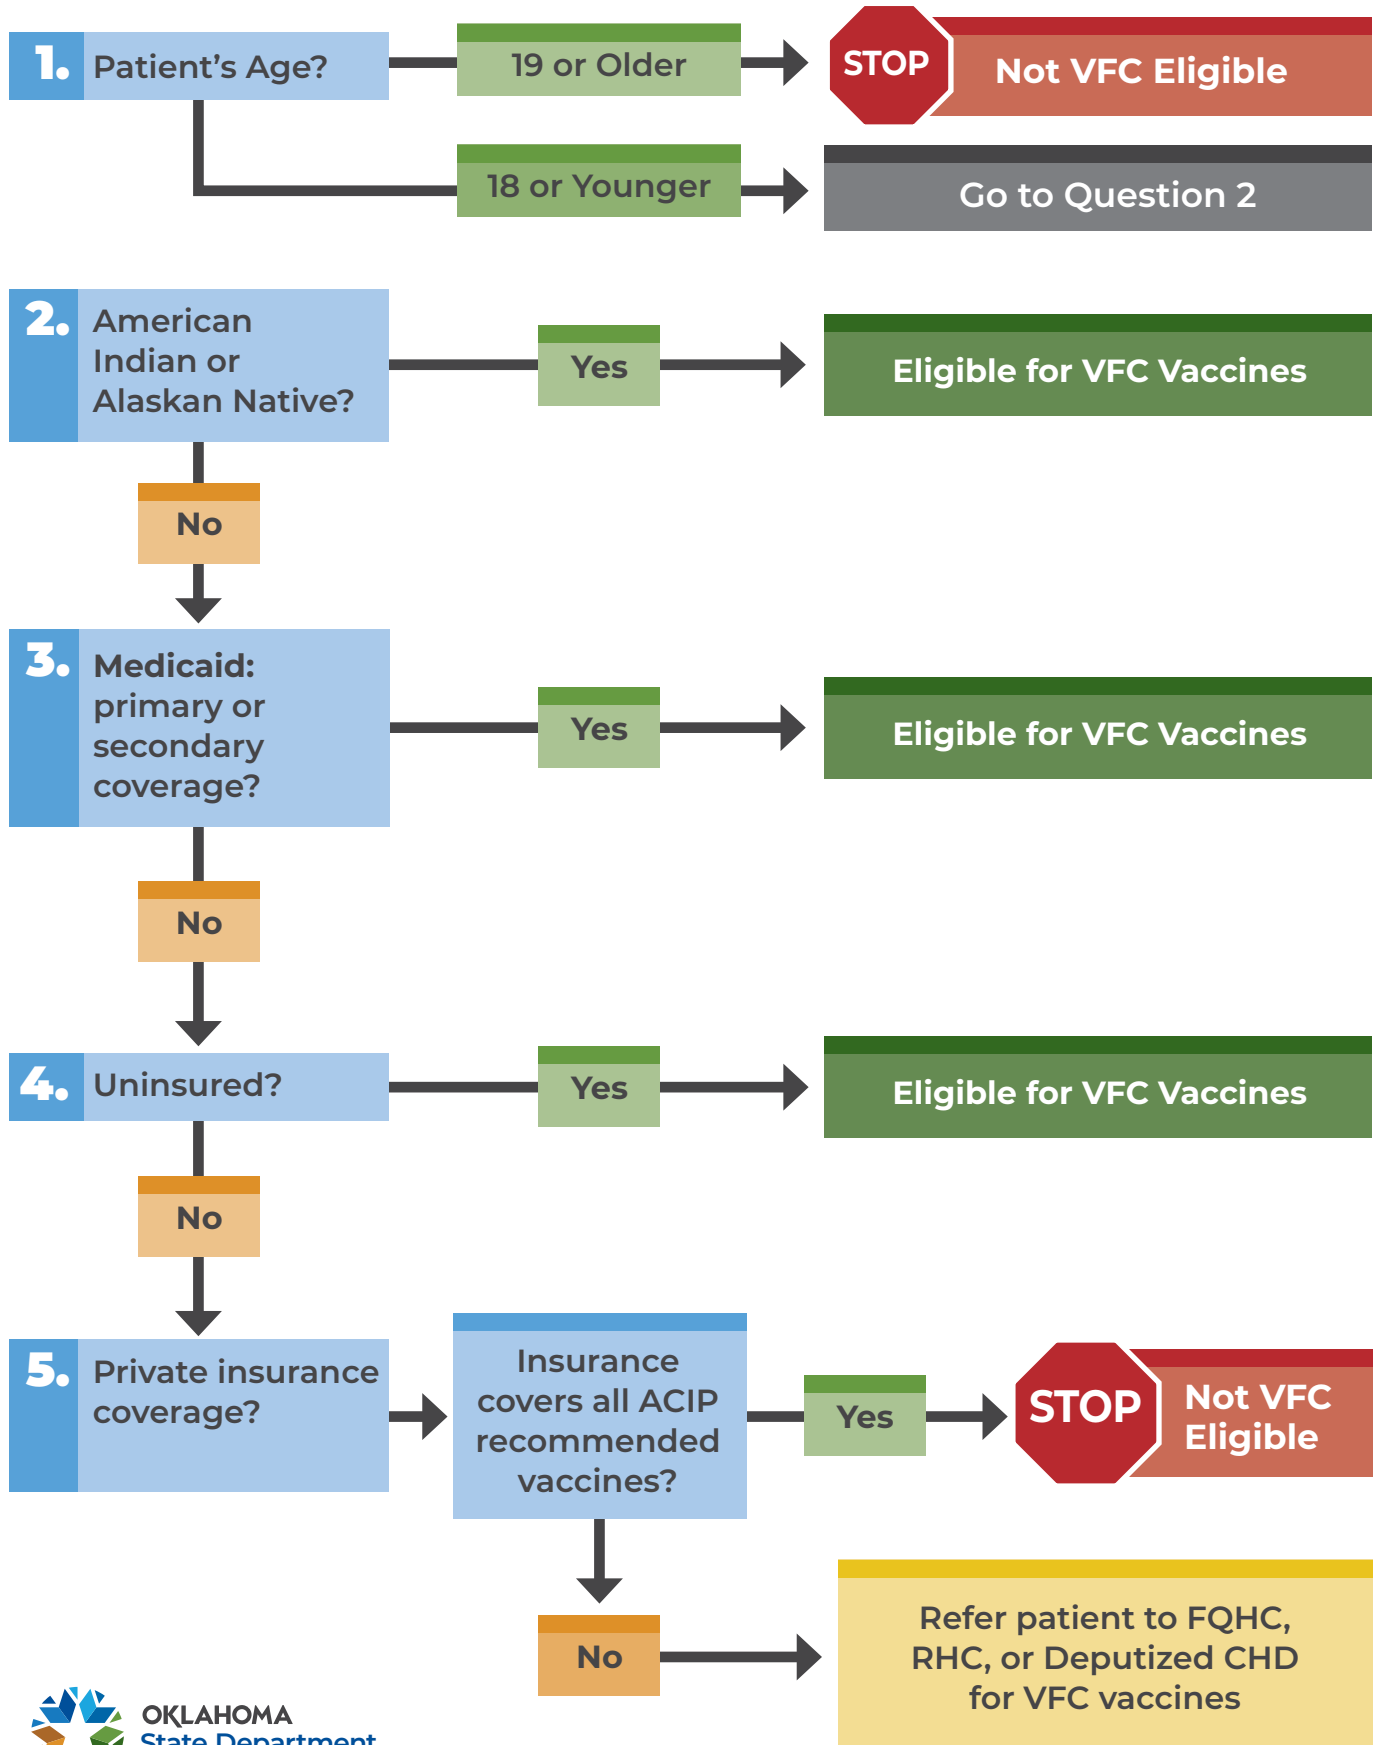 1. Patient's Age?
19 or Older
STOP
Not VFC Eligible
18 or Younger
Go to Question 2
2. American
Indian or
Alaskan Native?
Yes
Eligible for VFC Vaccines
No
3. Medicaid:
primary or
secondary
coverage?
Yes
Eligible for VFC Vaccines
No
4. Uninsured?
Yes
Eligible for VFC Vaccines
No
5. Private insurance
coverage?
Insurance
covers all ACIP
recommended
vaccines?
Yes
STOP
Not VFC
Eligible
No
Refer patient to FQHC,
RHC, or Deputized CHD
for VFC vaccines
OKLAHOMA
State Department